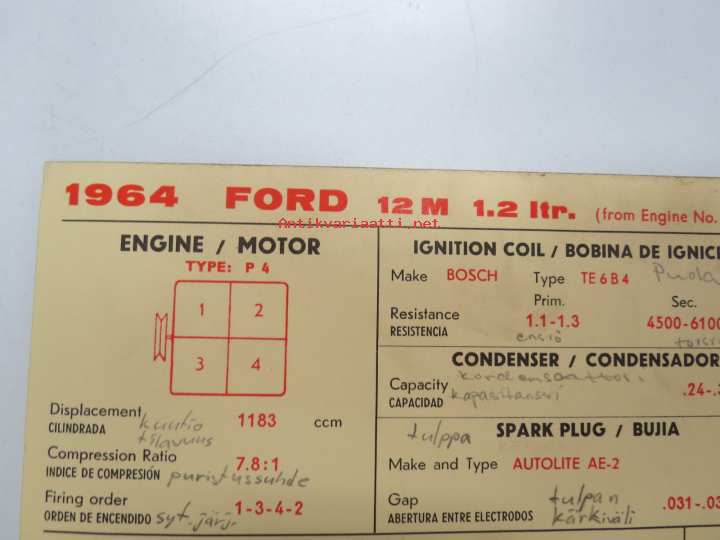 1964 FORD 12 M 1.2 ltr. (from Engine No.
Antikvariaatti.net
ENGINE / MOTOR
TYPE: P 4
1 2
3 4
Displacement 1183 ccm
CILINDRADA kuutio
tilavuus
Compression Ratio 7.8:1
INDICE DE COMPRESIÓN puristussuhde
Firing order 1-3-4-2
ORDEN DE ENCENDIDO syt. järj.
IGNITION COIL / BOBINA DE IGNICI
Make BOSCH Type TE 6 B 4 Puola
Prim. Sec.
Resistance 1.1-1.3 4500-6100
RESISTENCIA ensiö toisi
CONDENSER / CONDENSADOR
kondensaattori
Capacity .24-
CAPACIDAD kapasitanssi
tulppa SPARK PLUG / BUJIA
Make and Type AUTOLITE AE-2
Gap tulpan .031-.03
ABERTURA ENTRE ELECTRODOS kärkiväli